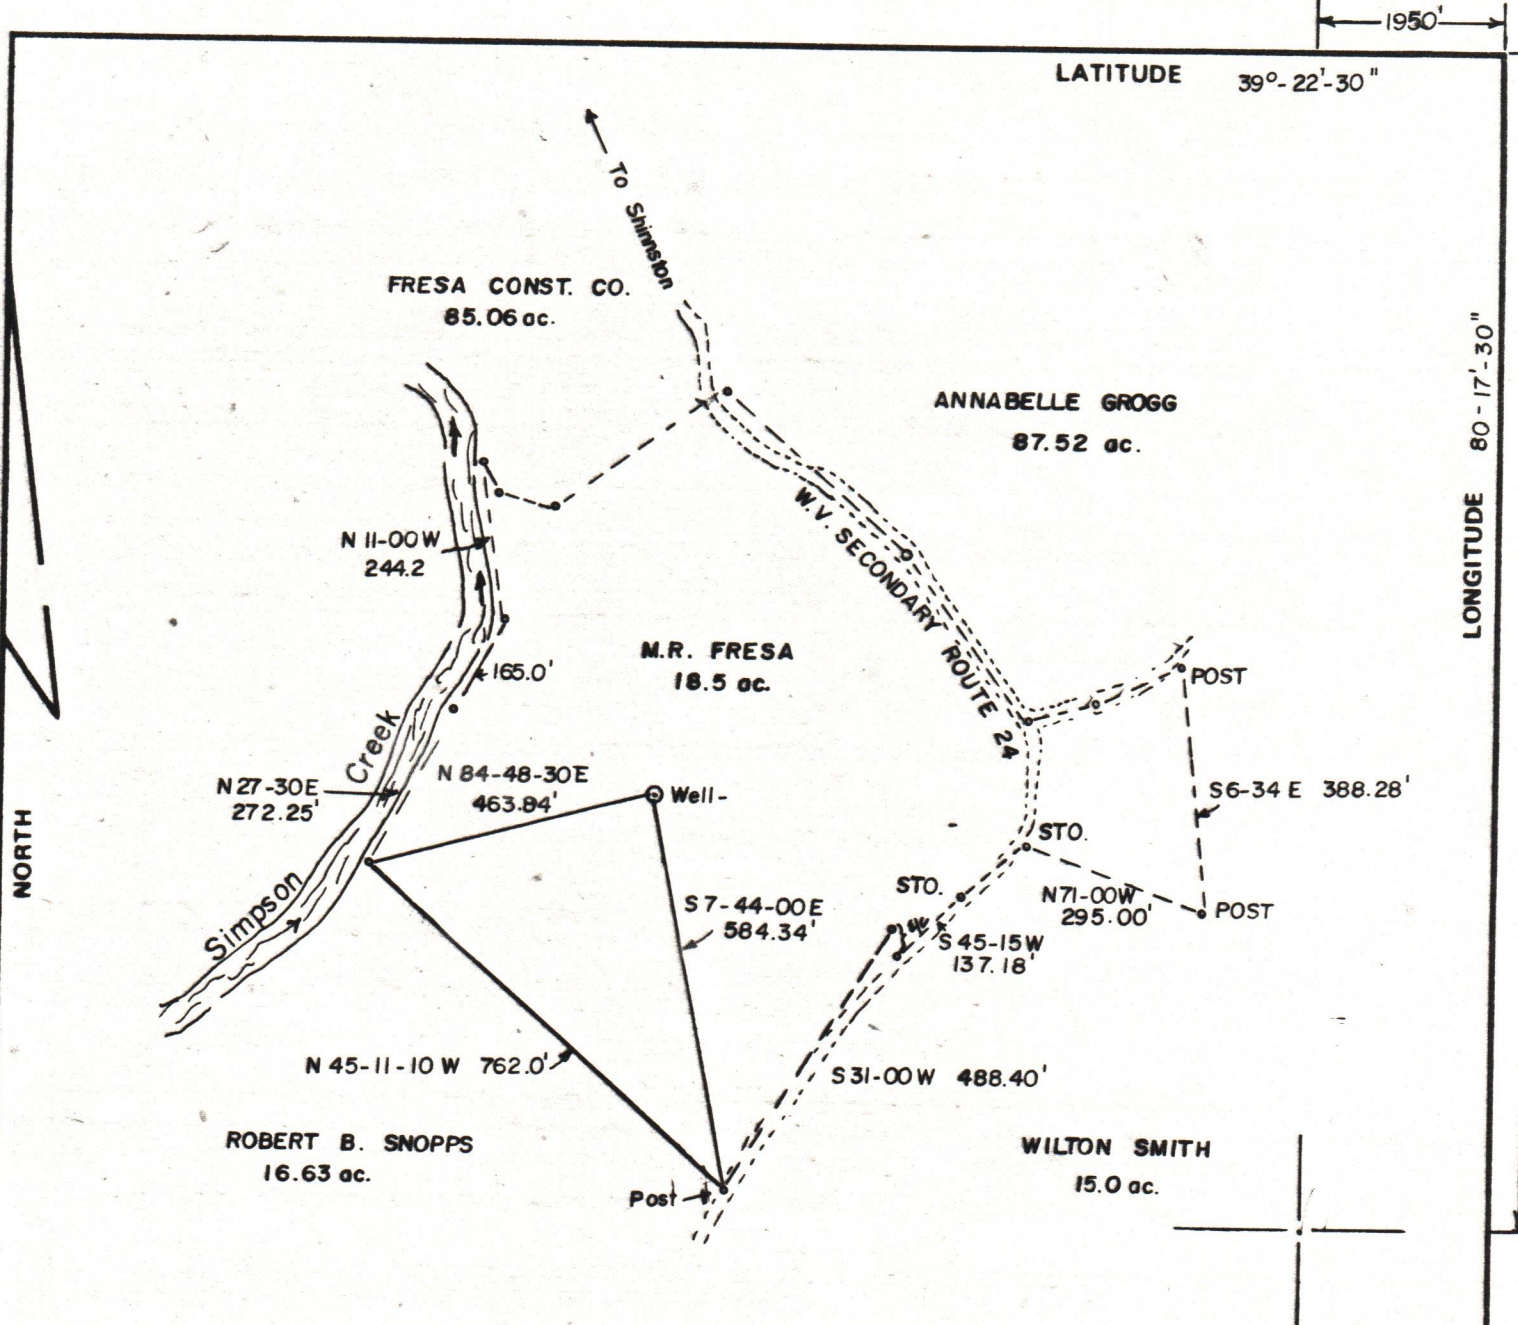 1950'
LATITUDE 39°-22'-30"
To Shinnston
FRESA CONST. CO.
85.06 ac.
ANNABELLE GROGG
87.52 ac.
LONGITUDE 80-17'-30"
N 11-00W
244.2
W.V. SECONDARY ROUTE 24
M.R. FRESA
18.5 ac.
165.0'
POST
Creek
N 84-48-30E
463.84'
Well-
N 27-30E
272.25'
S6-34 E 388.28'
NORTH
STO.
STO.
Simpson
S 7-44-00E
584.34'
N71-00W
295.00'
POST
S 45-15W
137.18'
N 45-11-10 W 762.0'
S 31-00W 488.40'
ROBERT B. SNOPPS
16.63 ac.
WILTON SMITH
15.0 ac.
Post